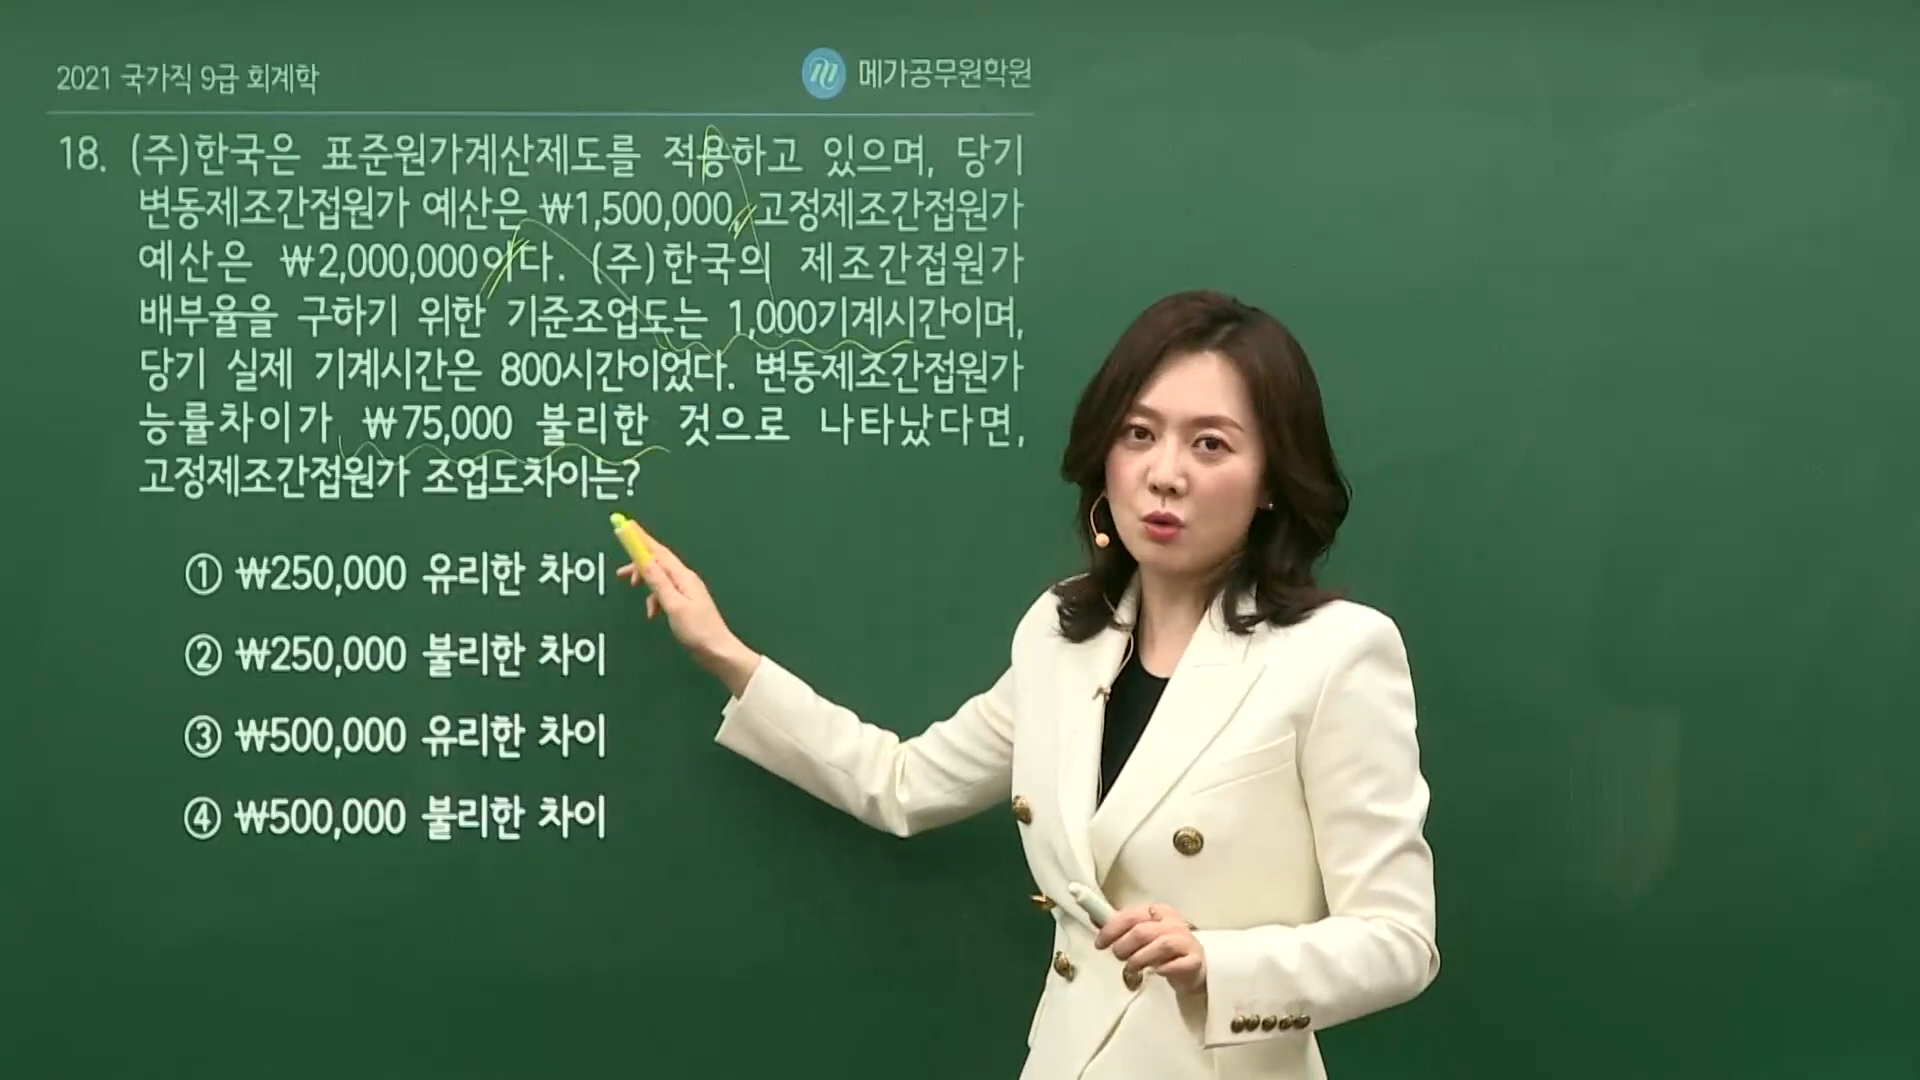 2021 국가직 9급 회계학
메가공무원학원
18. (주)한국은 표준원가계산제도를 적용하고 있으며, 당기
변동제조간접원가 예산은 ₩1,500,000, 고정제조간접원가
예산은 ₩2,000,000이다. (주)한국의 제조간접원가
배부율을 구하기 위한 기준조업도는 1,000기계시간이며,
당기 실제 기계시간은 800시간이었다. 변동제조간접원가
능률차이가 ₩75,000 불리한 것으로 나타났다면,
고정제조간접원가 조업도차이는?
① ₩250,000 유리한 차이
② ₩250,000 불리한 차이
③ ₩500,000 유리한 차이
④ ₩500,000 불리한 차이